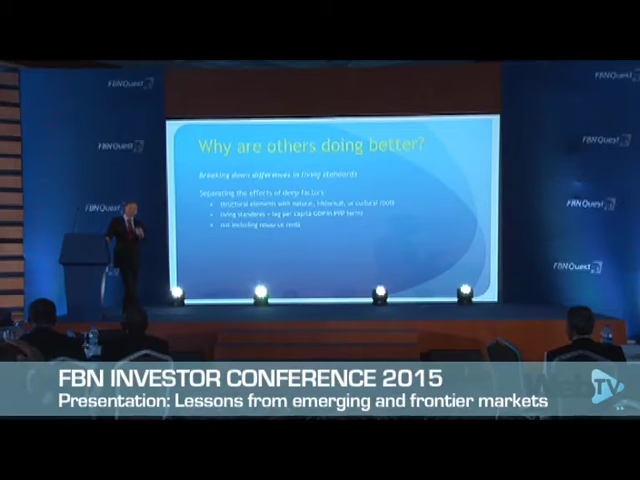 FBNQuest
FBNQuest
FBNQuest
FBNQuest
FBNQuest
FBNQuest
FBNQuest
Why are others doing better?
Breaking down differences in living standards
Separating the effects of deep factors
• structural elements with natural, historical, or cultural roots
• living standards = log per capita GDP in PPP terms
• not including resource rents
FBN INVESTOR CONFERENCE 2015
Presentation: Lessons from emerging and frontier markets
TV